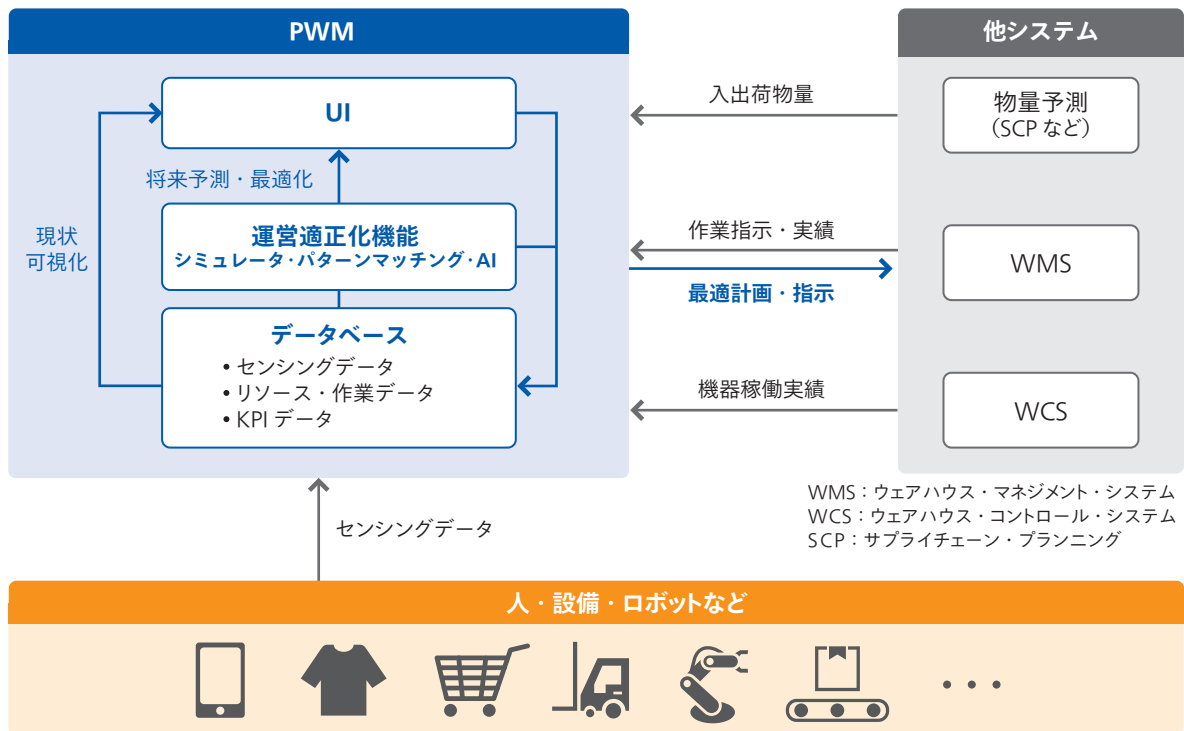 PWM
UI
将来予測・最適化
現状
可視化
運営適正化機能
シミュレータ・パターンマッチング・AI
データベース
• センシングデータ
• リソース・作業データ
• KPI データ
入出荷物量
作業指示・実績
最適計画・指示
機器稼働実績
他システム
物量予測
（SCP など）
WMS
WCS
WMS：ウェアハウス・マネジメント・システム
WCS：ウェアハウス・コントロール・システム
SCP：サプライチェーン・プランニング
センシングデータ
人・設備・ロボットなど
・・・